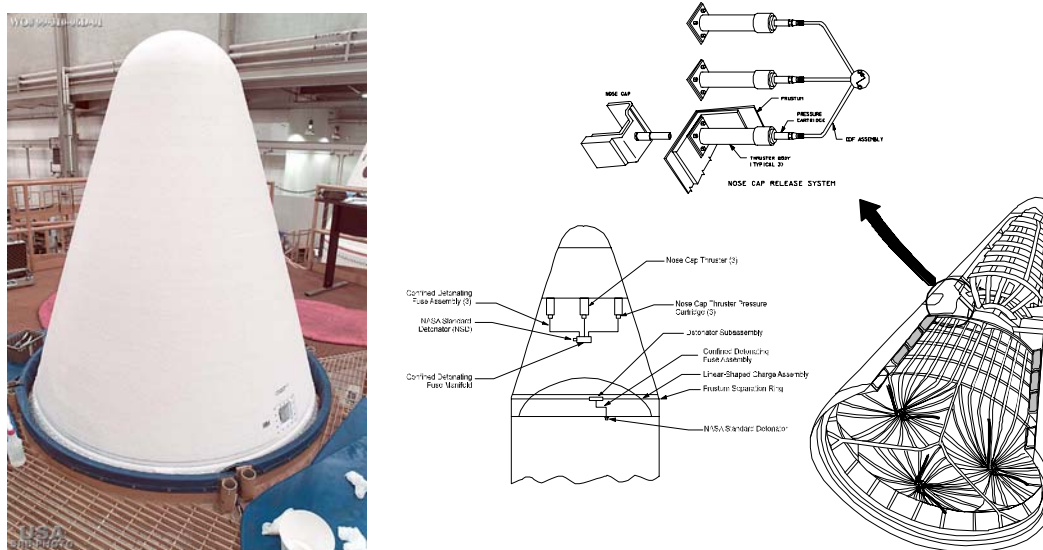 USA
NOSE CAP
FRUSTUM
PRESSURE
CARTRIDGE
CDF ASSEMBLY
THRUSTER BODY
(TYPICAL 3)
NOSE CAP RELEASE SYSTEM
Nose Cap Thruster (3)
Confined Detonating
Fuse Assembly (3)
NASA Standard
Detonator (NSD)
Confined Detonating
Fuse Manifold
Nose Cap Thruster Pressure
Cartridge (3)
Detonator Subassembly
Confined Detonating
Fuse Assembly
Linear-Shaped Charge Assembly
Frustum Separation Ring
NASA Standard Detonator